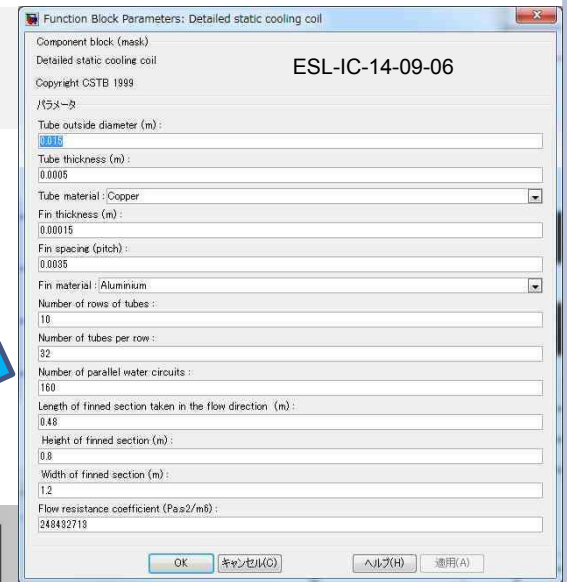 Function Block Parameters: Detailed static cooling coil
Component block (mask)
Detailed static cooling coil
ESL-IC-14-09-06
Copyright CSTB 1999
パラメータ
Tube outside diameter (m) :
0.015
Tube thickness (m) :
0.0005
Tube material : Copper
Fin thickness (m) :
0.00015
Fin spacing (pitch) :
0.0035
Fin material : Aluminium
Number of rows of tubes :
10
Number of tubes per row :
32
Number of parallel water circuits :
160
Length of finned section taken in the flow direction (m) :
0.48
Height of finned section (m) :
0.8
Width of finned section (m) :
1.2
Flow resistance coefficient (Pa.s2/m6) :
248432713
OK キャンセル(C) ヘルプ(H) 適用(A)